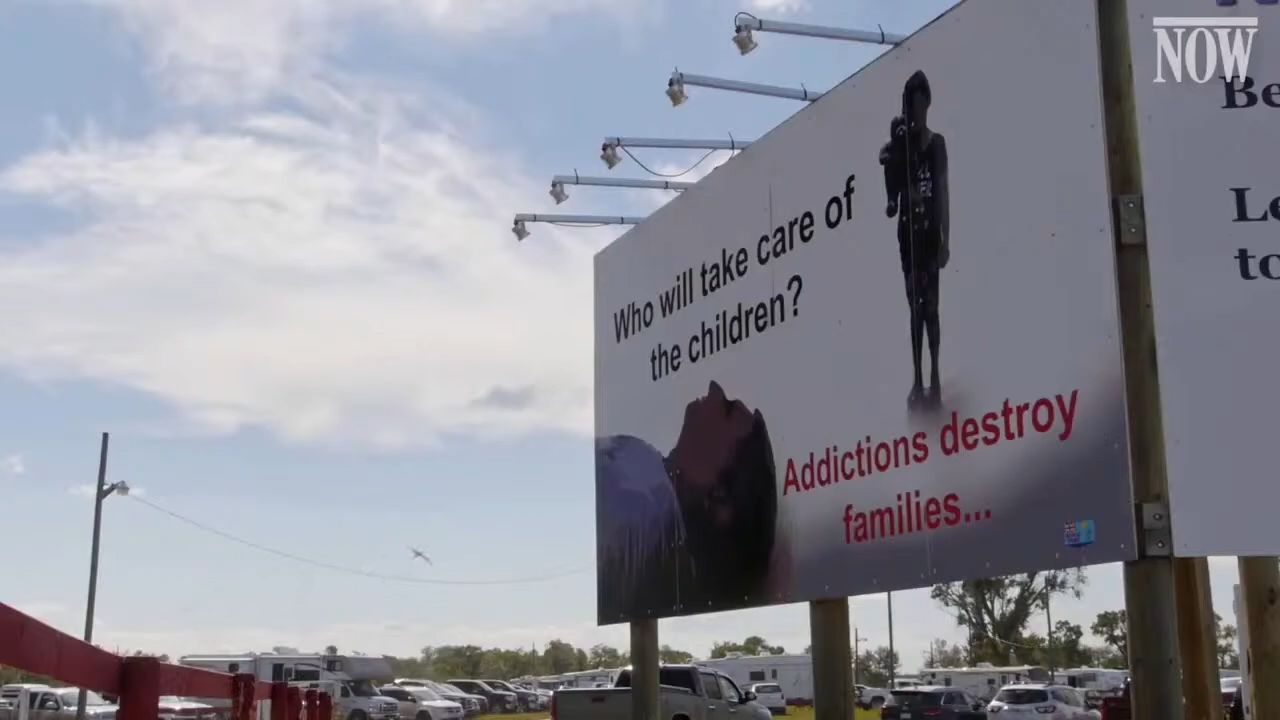 NOW
Who will take care of
the children?
Addictions destroy
families...
Be
Le
to